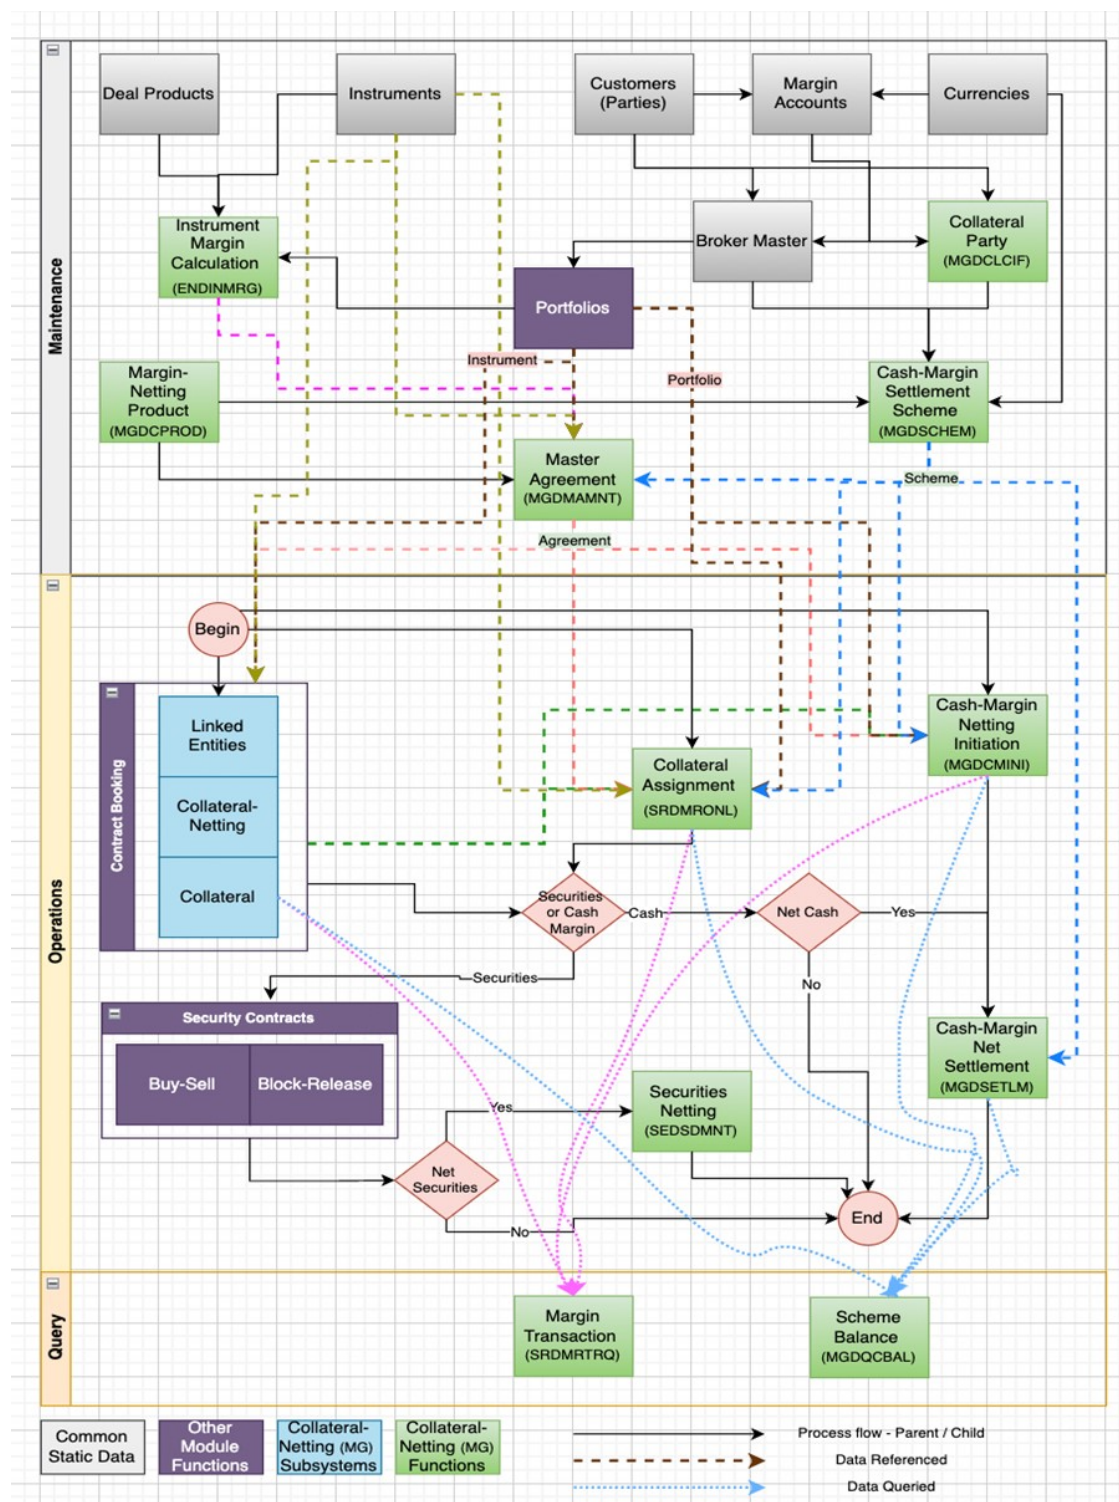 Maintenance
Deal Products
Instruments
Customers
(Parties)
Margin
Accounts
Currencies
Instrument
Margin
Calculation
(ENDINMRG)
Broker Master
Collateral
Party
(MGDCLCIF)
Portfolios
Instrument
Portfolio
Margin-
Netting
Product
(MGDCPROD)
Cash-Margin
Settlement
Scheme
(MGDSCHEM)
Master
Agreement
(MGDMAMNT)
Scheme
Agreement
Operations
Begin
Contract Booking
Linked
Entities
Collateral-
Netting
Collateral
Collateral
Assignment
(SRDMRONL)
Cash-Margin
Netting
Initiation
(MGDCMINI)
Securities
or Cash
Margin
Cash
Net Cash
Yes
No
Securities
Security Contracts
Buy-Sell
Block-Release
Cash-Margin
Net
Settlement
(MGDSETLM)
Securities
Netting
(SEDSDMNT)
Yes
Net
Securities
No
End
Query
Margin
Transaction
(SRDMRTRQ)
Scheme
Balance
(MGDQCBAL)
Common
Static Data
Other
Module
Functions
Collateral-
Netting (MG)
Subsystems
Collateral-
Netting (MG)
Functions
Process flow - Parent / Child
Data Referenced
Data Queried